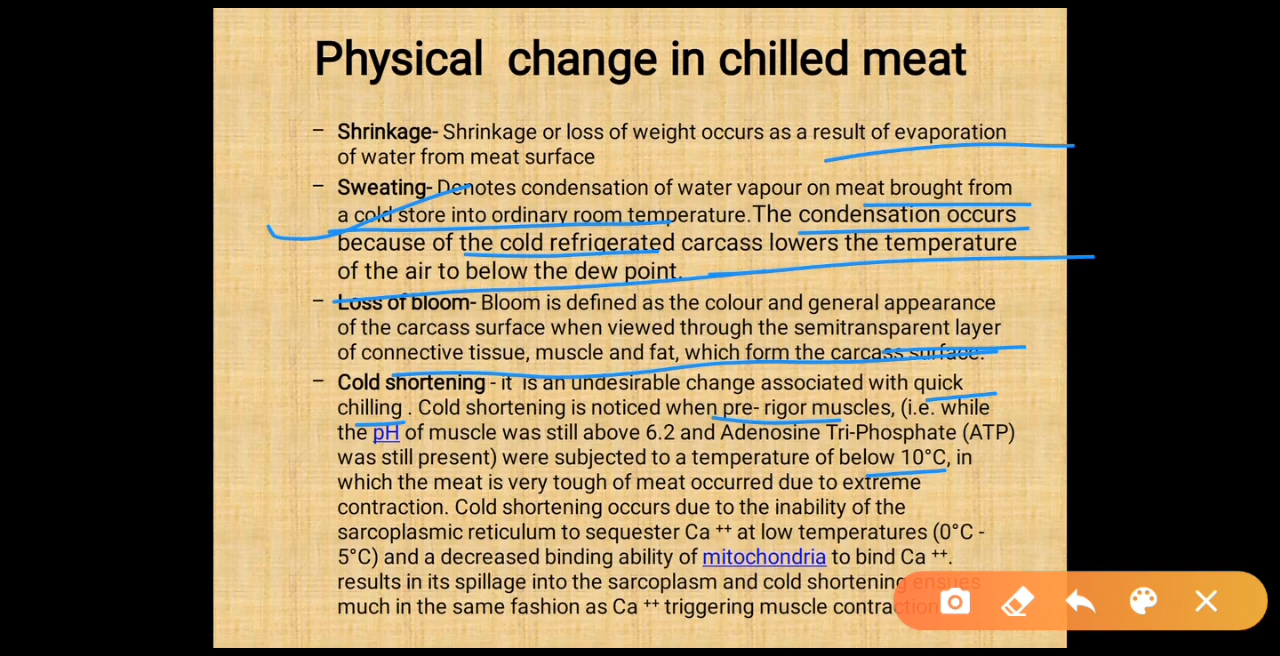 Physical change in chilled meat
– Shrinkage- Shrinkage or loss of weight occurs as a result of evaporation
of water from meat surface
– Sweating- Denotes condensation of water vapour on meat brought from
a cold store into ordinary room temperature.The condensation occurs
because of the cold refrigerated carcass lowers the temperature
of the air to below the dew point.
– Loss of bloom- Bloom is defined as the colour and general appearance
of the carcass surface when viewed through the semitransparent layer
of connective tissue, muscle and fat, which form the carcass surface.
– Cold shortening - it is an undesirable change associated with quick
chilling . Cold shortening is noticed when pre- rigor muscles, (i.e. while
the pH of muscle was still above 6.2 and Adenosine Tri-Phosphate (ATP)
was still present) were subjected to a temperature of below 10°C, in
which the meat is very tough of meat occurred due to extreme
contraction. Cold shortening occurs due to the inability of the
sarcoplasmic reticulum to sequester Ca ++ at low temperatures (0°C -
5°C) and a decreased binding ability of mitochondria to bind Ca ++.
results in its spillage into the sarcoplasm and cold shortening ensues
much in the same fashion as Ca ++ triggering muscle contraction